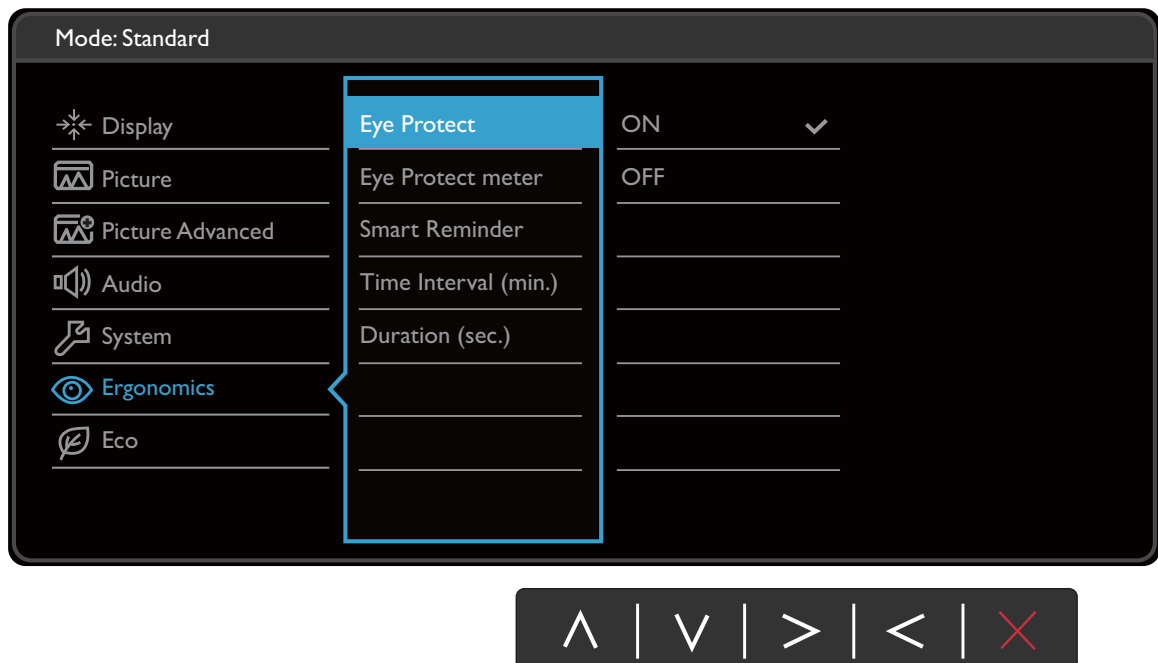 Mode: Standard
Display
Picture
Picture Advanced
Audio
System
Ergonomics
Eco
Eye Protect
Eye Protect meter
Smart Reminder
Time Interval (min.)
Duration (sec.)
ON
OFF